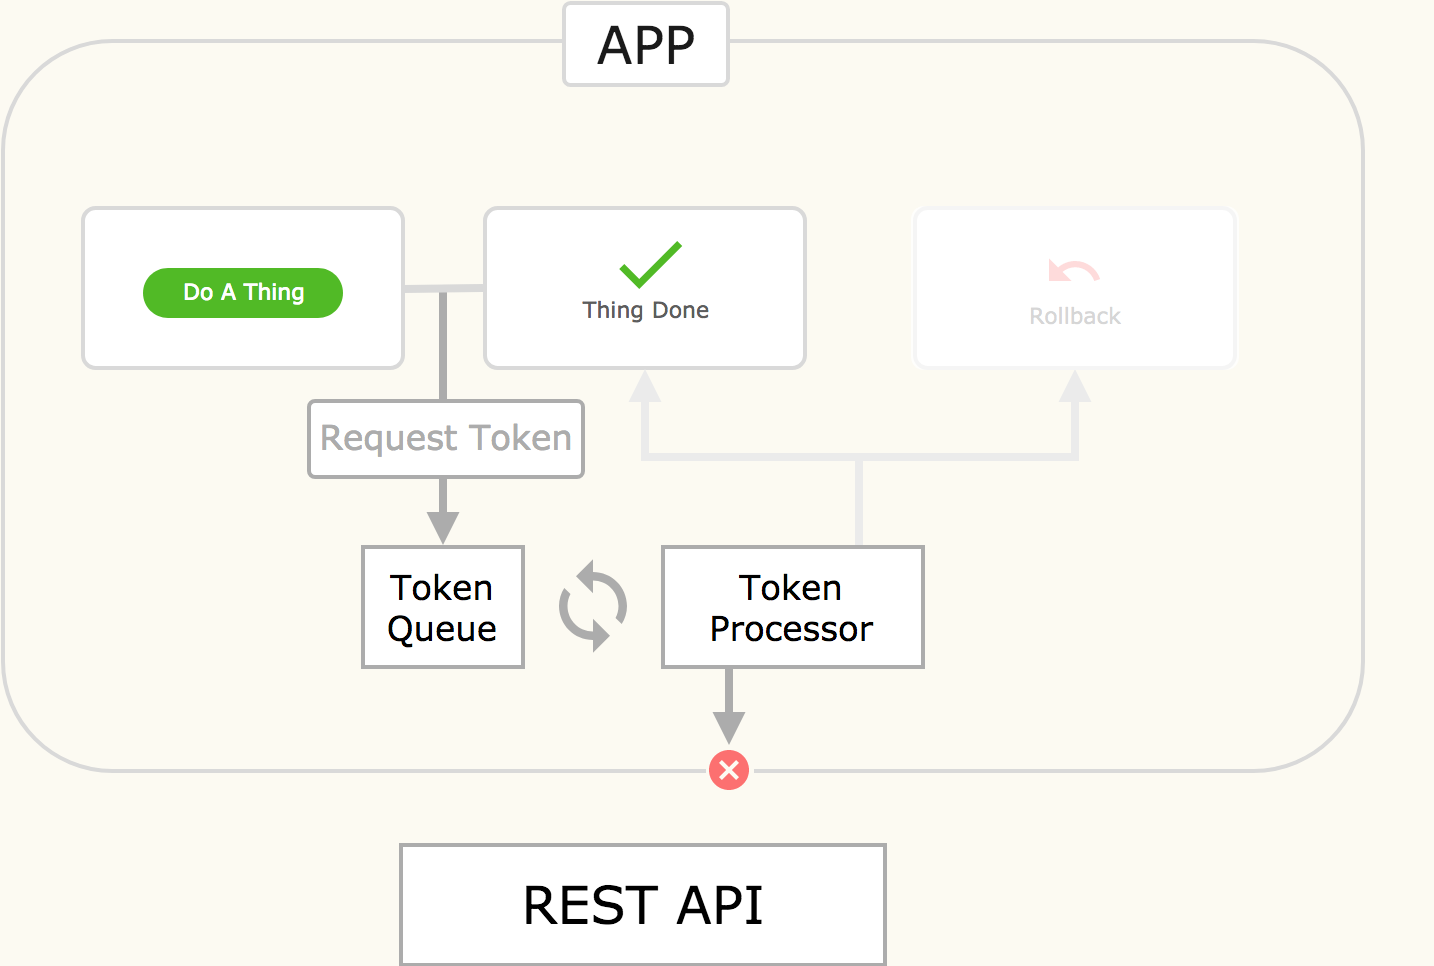 APP
Do A Thing
Thing Done
Rollback
Request Token
Token
Queue
Token
Processor
REST API